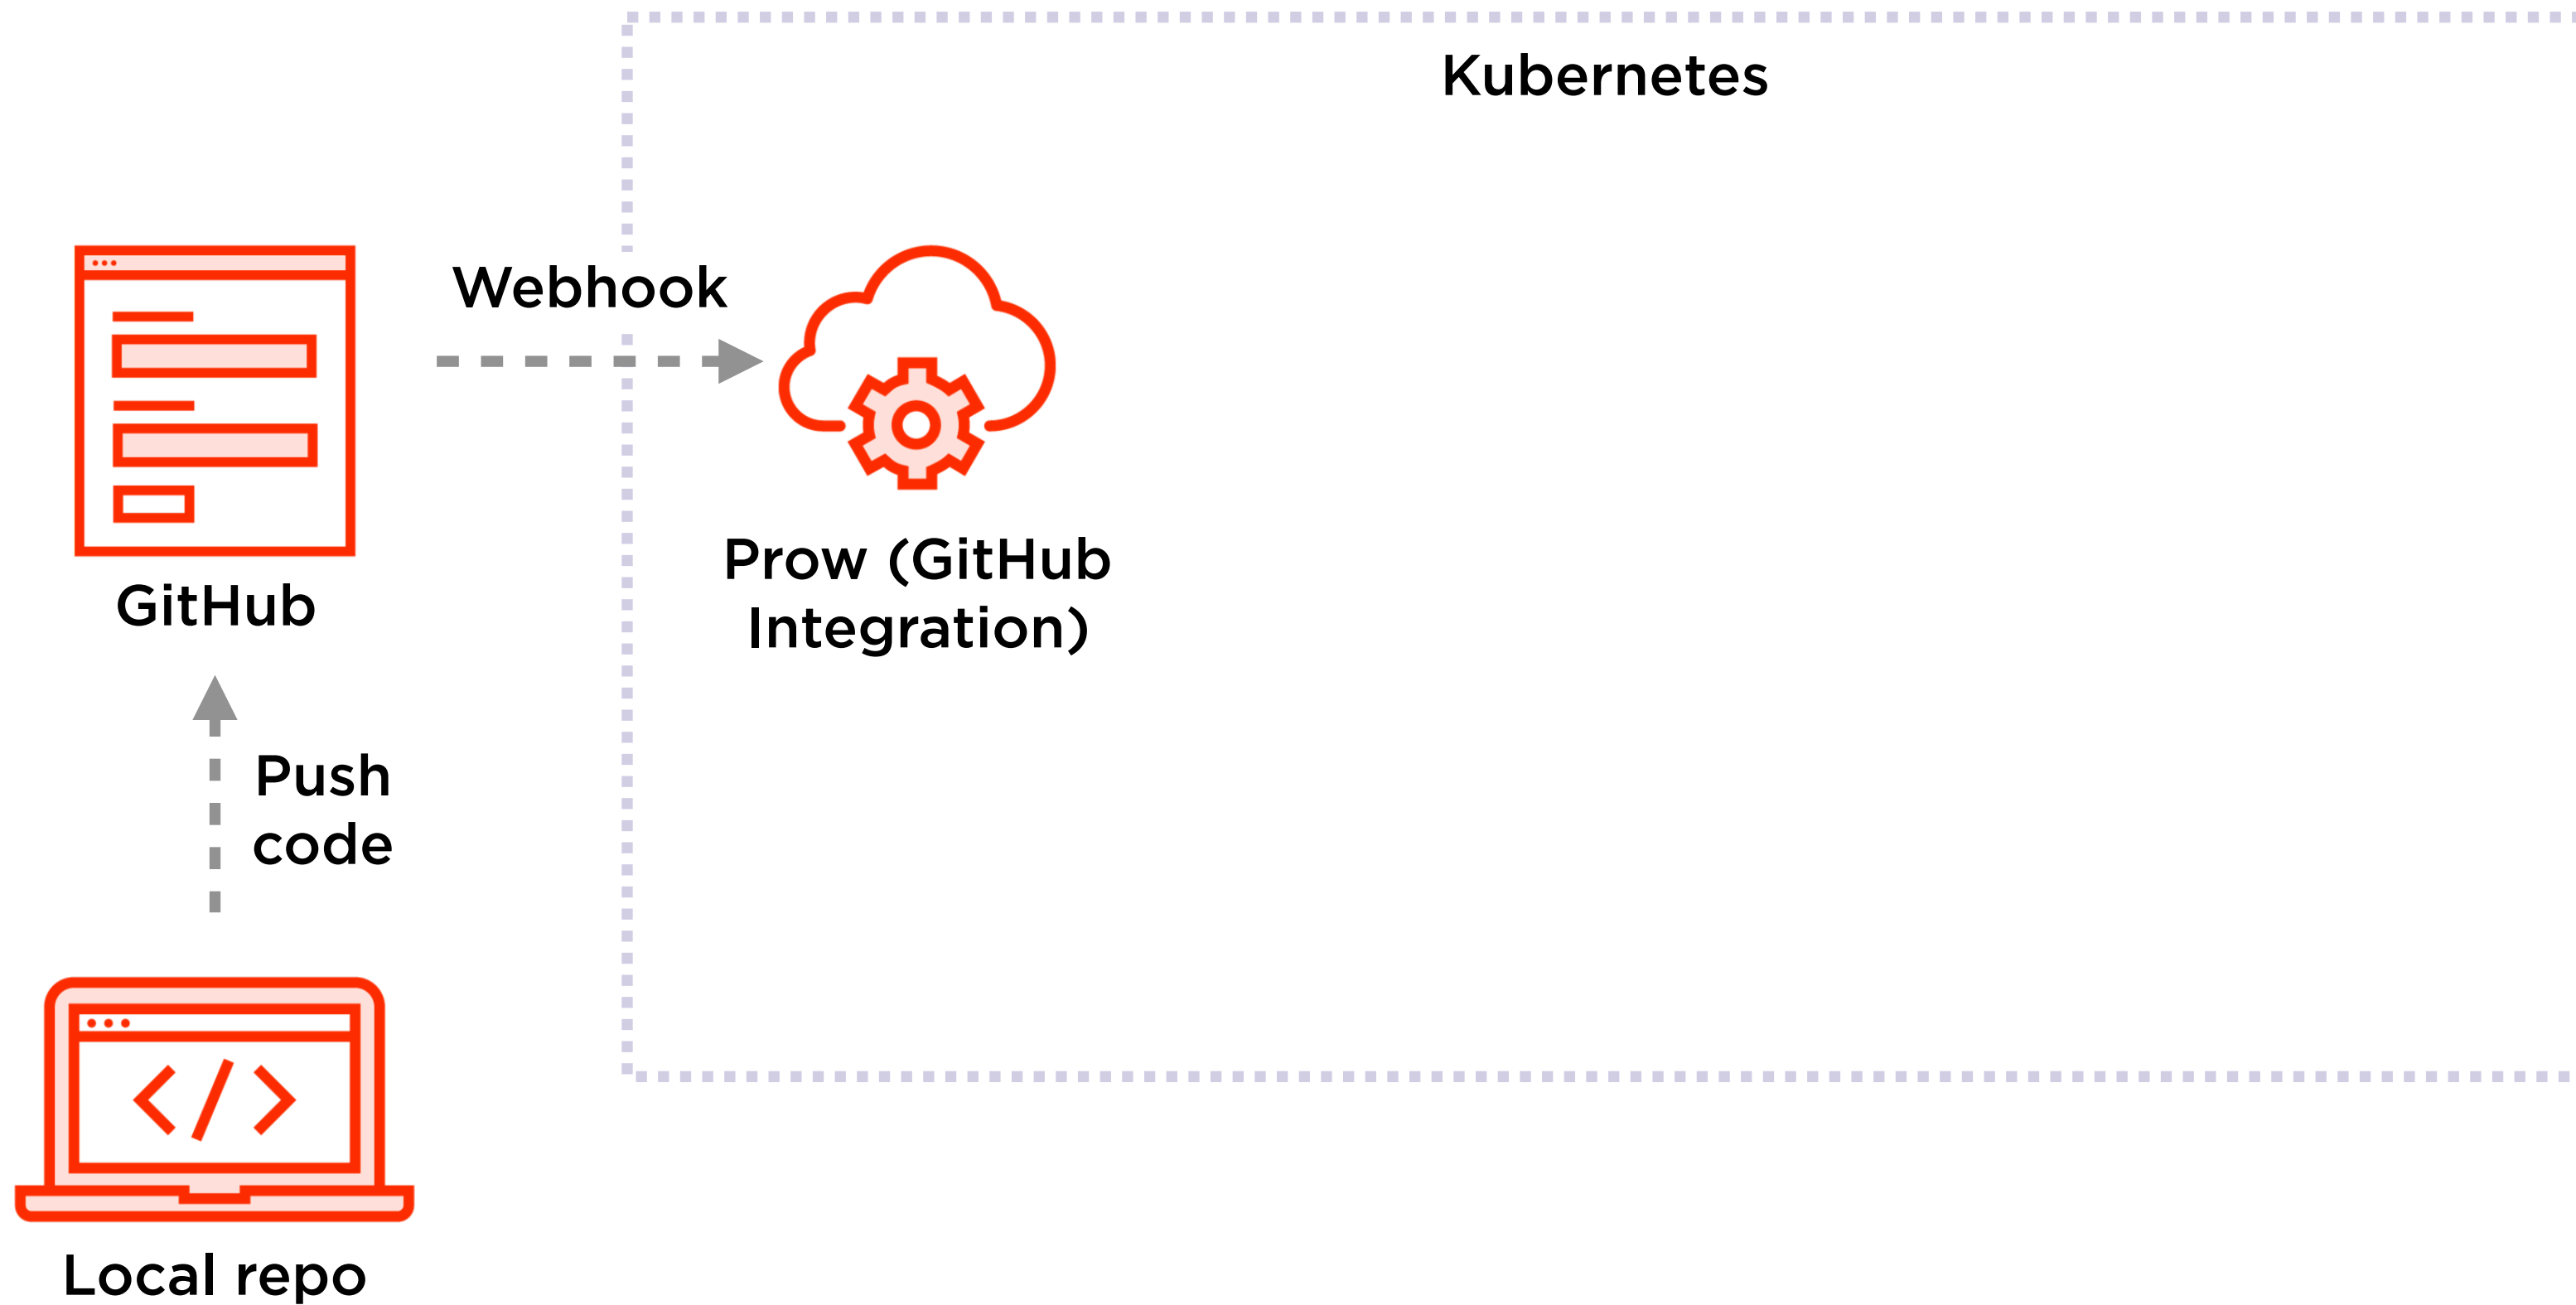 Kubernetes
Webhook
GitHub
Prow (GitHub
Integration)
Push
code
</>
Local repo